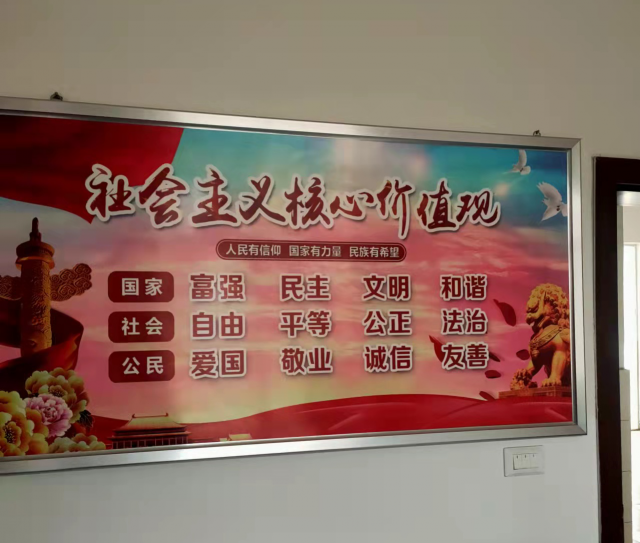 社会主义核心价值观
人民有信仰 国家有力量 民族有希望
国家 富强 民主 文明 和谐
社会 自由 平等 公正 法治
公民 爱国 敬业 诚信 友善